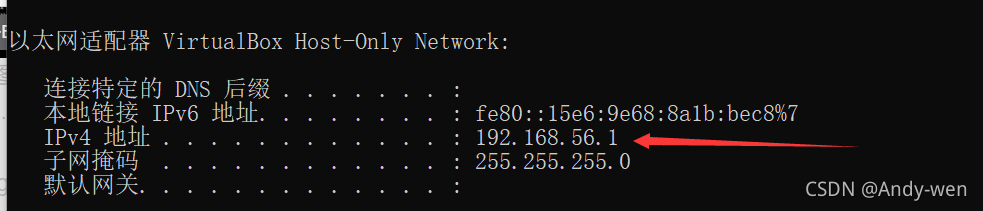 以太网适配器 VirtualBox Host-Only Network:
连接特定的 DNS 后缀 . . . . . . . :
本地链接 IPv6 地址. . . . . . . . : fe80::15e6:9e68:8a1b:bec8%7
IPv4 地址 . . . . . . . . . . . . : 192.168.56.1
子网掩码 . . . . . . . . . . . . : 255.255.255.0
默认网关. . . . . . . . . . . . . :
CSDN @Andy-wen